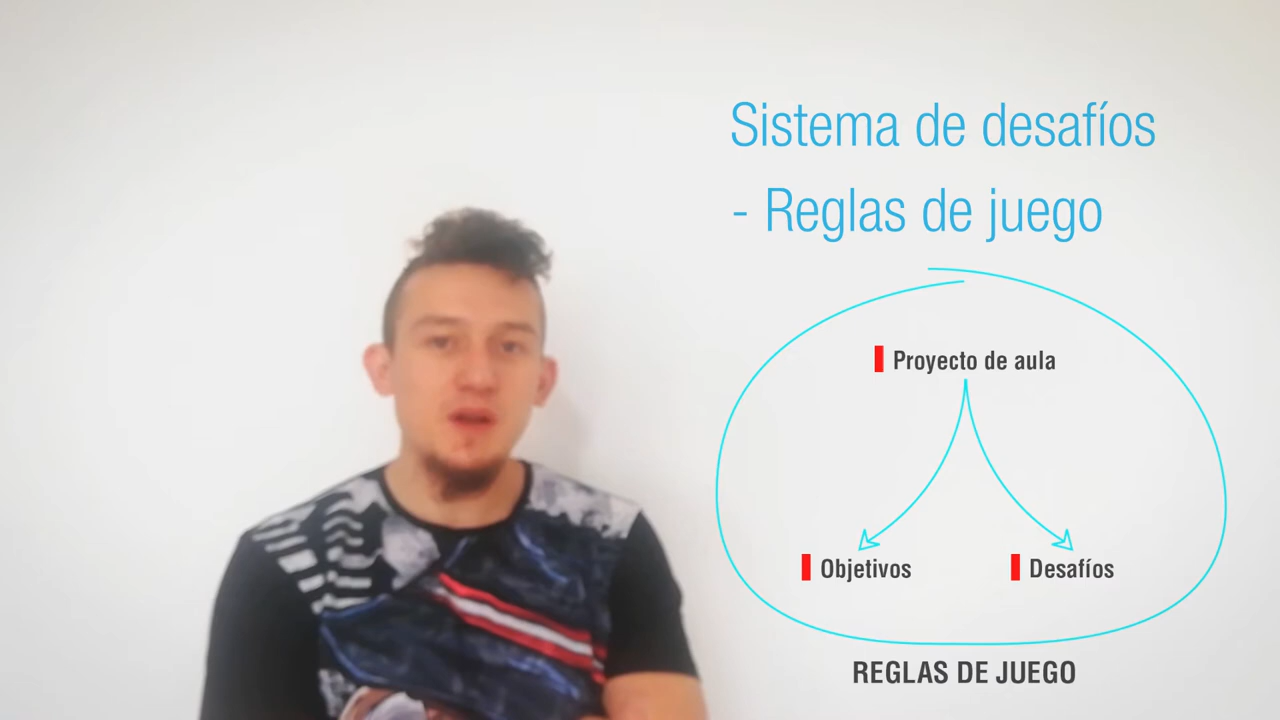 Sistema de desafíos
- Reglas de juego
Proyecto de aula
Objetivos
Desafíos
REGLAS DE JUEGO